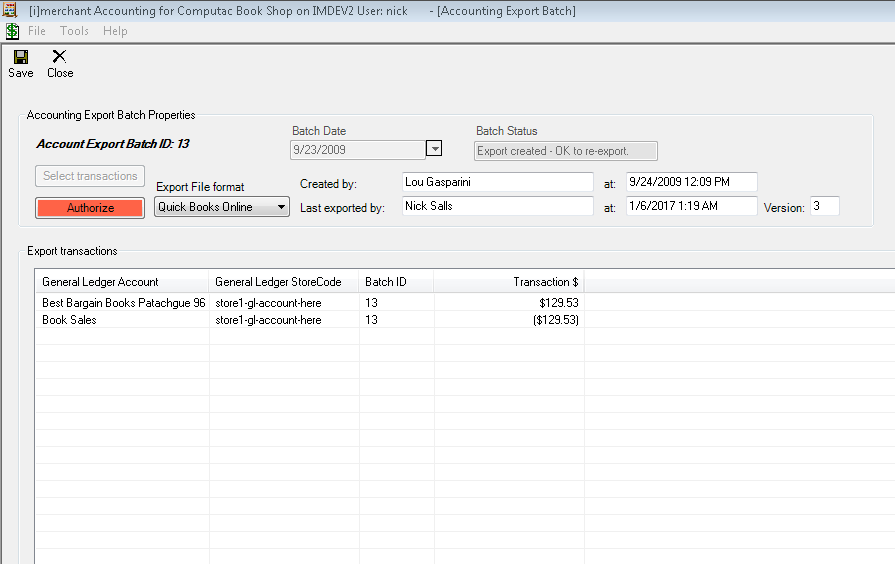 [i]merchant Accounting for Computac Book Shop on IMDEV2 User: nick - [Accounting Export Batch]
File Tools Help
Save Close
Accounting Export Batch Properties
Account Export Batch ID: 13
Batch Date
Batch Status
9/23/2009
Export created - OK to re-export.
Select transactions
Export File format
Created by: Lou Gasparini at: 9/24/2009 12:09 PM
Authorize
Quick Books Online
Last exported by: Nick Salls at: 1/6/2017 1:19 AM Version: 3
Export transactions
General Ledger Account General Ledger StoreCode Batch ID Transaction $
Best Bargain Books Patachgue 96 store1-gl-account-here 13 $129.53
Book Sales store1-gl-account-here 13 ($129.53)